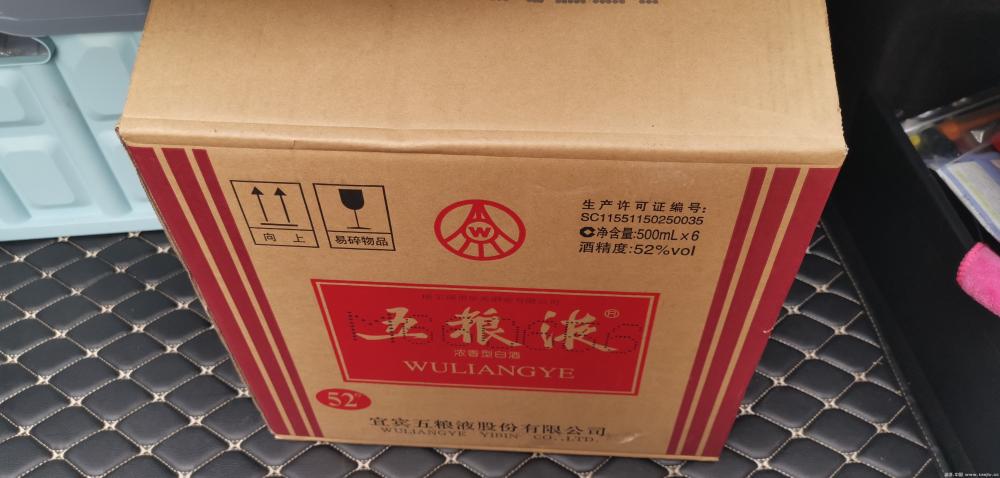 向 上
易碎物品
W
生产许可证编号:
SC11551150250035
净含量:500mL×6
酒精度:52%vol
五粮液®
浓香型白酒
WULIANGYE
52°
宜宾五粮液股份有限公司
WULIANGYE YIBIN CO.,LTD.